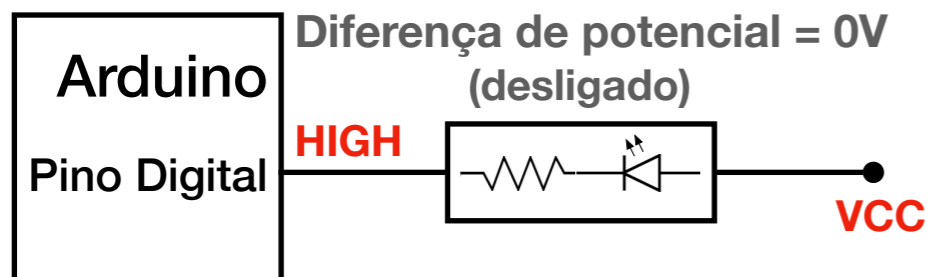 Diferença de potencial = 0V
(desligado)
Arduino
Pino Digital
HIGH
VCC